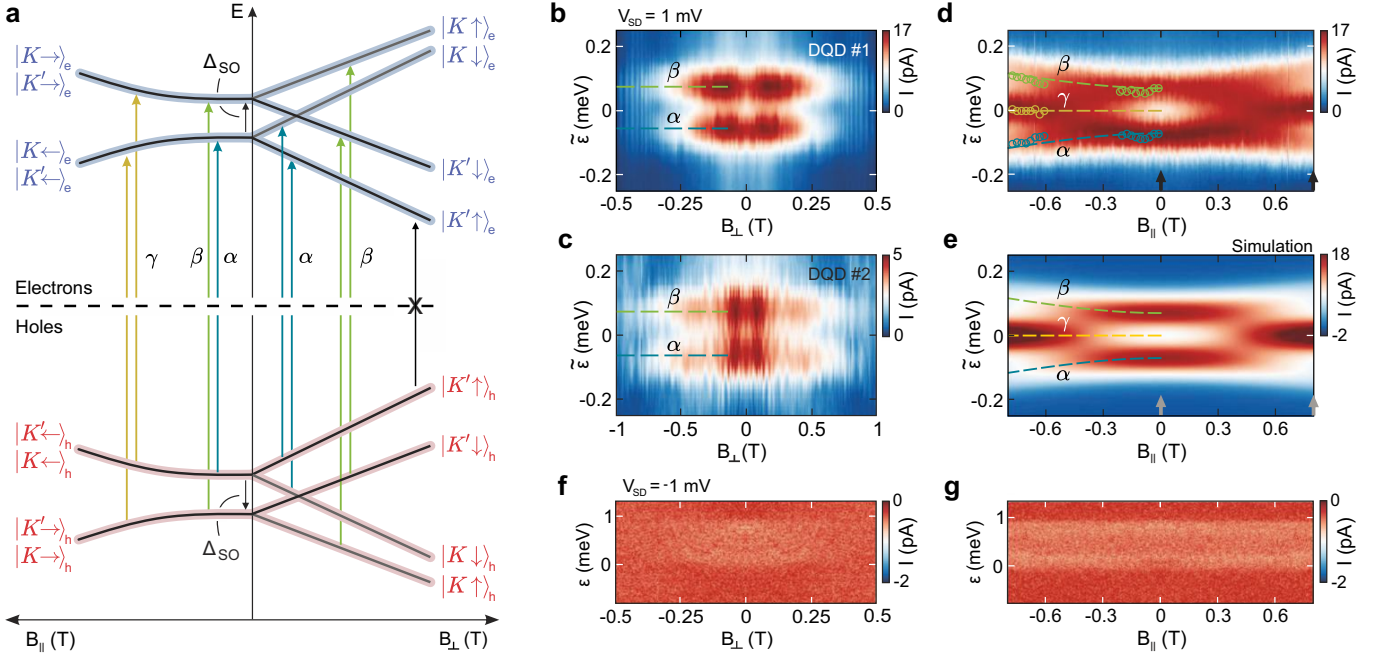 a
E
|K→⟩e
|K′→⟩e
ΔSO
|K←⟩e
|K′←⟩e
|K↑⟩e
|K↓⟩e
|K′↓⟩e
|K′↑⟩e
γ
β
α
α
β
Electrons
Holes
X
|K′←⟩h
|K←⟩h
|K′→⟩h
|K→⟩h
ΔSO
|K′↑⟩h
|K′↓⟩h
|K↓⟩h
|K↑⟩h
B∥ (T)
B⊥ (T)
b
VSD = 1 mV
DQD #1
β
α
ε̃ (meV)
0.2
0
-0.2
-0.5
-0.25
0
0.25
0.5
B⊥ (T)
17
0
I (pA)
c
DQD #2
β
α
ε̃ (meV)
0.2
0
-0.2
-1
-0.5
0
0.5
1
B⊥(T)
5
0
I (pA)
d
β
γ
α
ε̃ (meV)
0.2
0
-0.2
-0.6
-0.3
0
0.3
0.6
B∥ (T)
17
0
I (pA)
e
Simulation
β
γ
α
ε̃ (meV)
0.2
0
-0.2
-0.6
-0.3
0
0.3
0.6
B∥ (T)
18
-2
I (pA)
f
VSD = -1 mV
ε (meV)
1
0
-0.5
-0.25
0
0.25
0.5
B⊥ (T)
0
-2
I (pA)
g
ε (meV)
1
0
-0.6
-0.3
0
0.3
0.6
B∥ (T)
0
-2
I (pA)